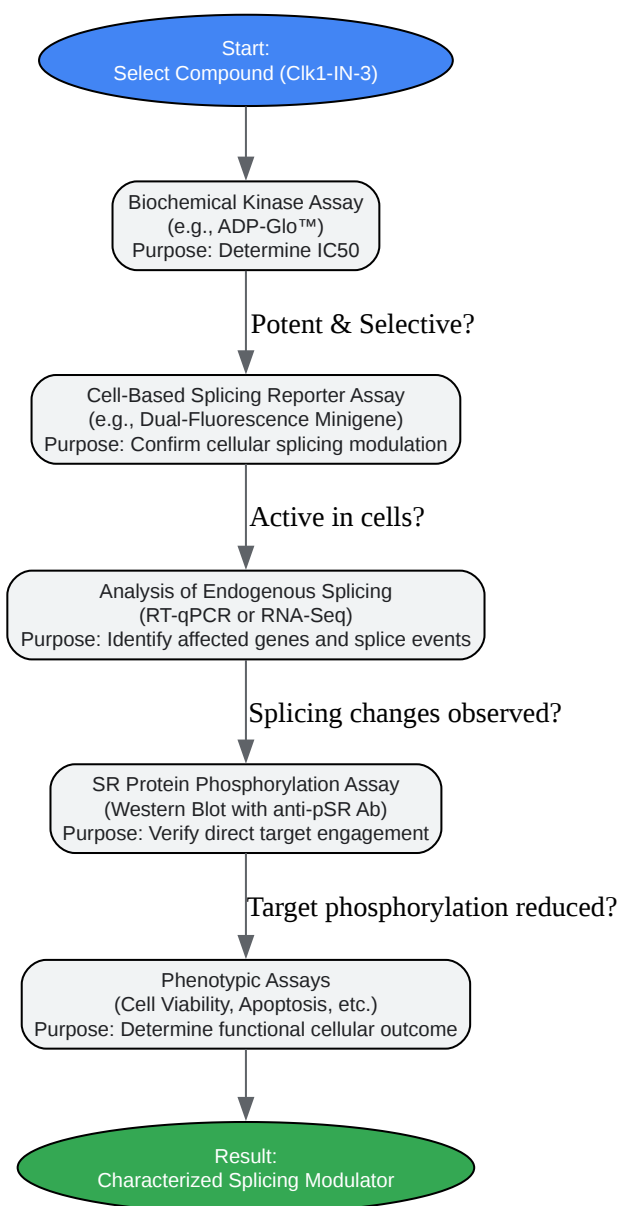 Start:
Select Compound (Clk1-IN-3)
Biochemical Kinase Assay
(e.g., ADP-Glo™)
Purpose: Determine IC50
Potent & Selective?
Cell-Based Splicing Reporter Assay
(e.g., Dual-Fluorescence Minigene)
Purpose: Confirm cellular splicing modulation
Active in cells?
Analysis of Endogenous Splicing
(RT-qPCR or RNA-Seq)
Purpose: Identify affected genes and splice events
Splicing changes observed?
SR Protein Phosphorylation Assay
(Western Blot with anti-pSR Ab)
Purpose: Verify direct target engagement
Target phosphorylation reduced?
Phenotypic Assays
(Cell Viability, Apoptosis, etc.)
Purpose: Determine functional cellular outcome
Result:
Characterized Splicing Modulator